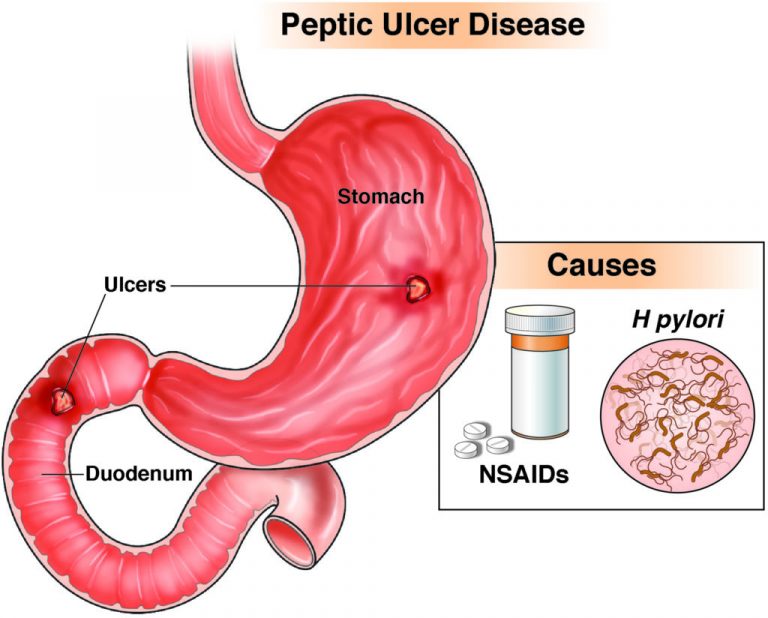 Peptic Ulcer Disease
Stomach
Ulcers
Duodenum
Causes
H pylori
NSAIDs